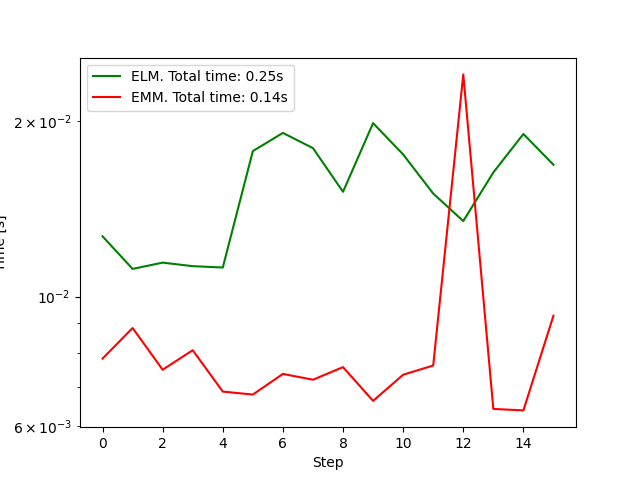 ELM. Total time: 0.25s
EMM. Total time: 0.14s
2 × 10⁻²
10⁻²
6 × 10⁻³
0 2 4 6 8 10 12 14
Step